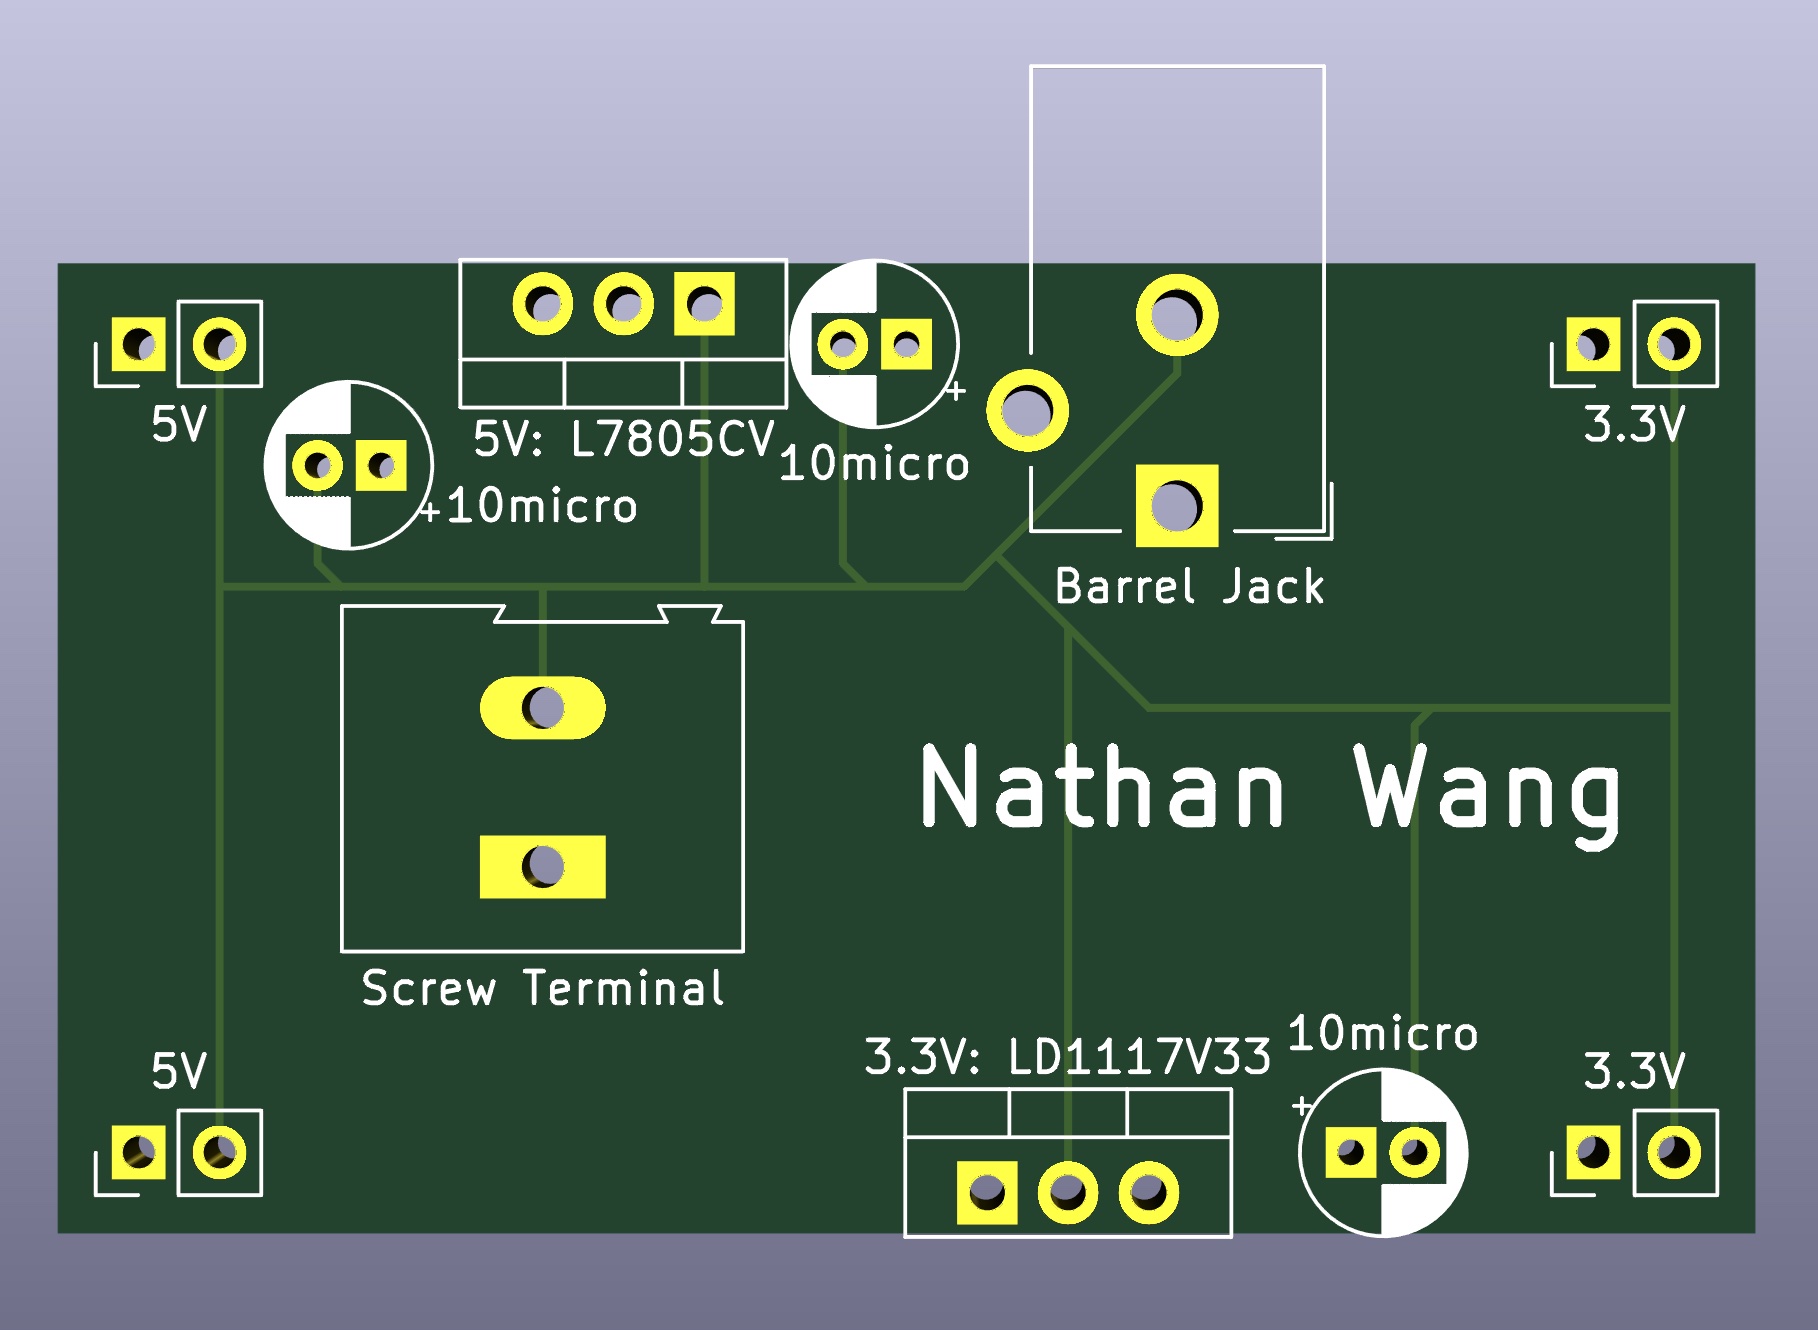 5V
5V: L7805CV
+
10micro
+10micro
3.3V
Barrel Jack
Nathan Wang
Screw Terminal
5V
3.3V: LD1117V33
10micro
+
3.3V